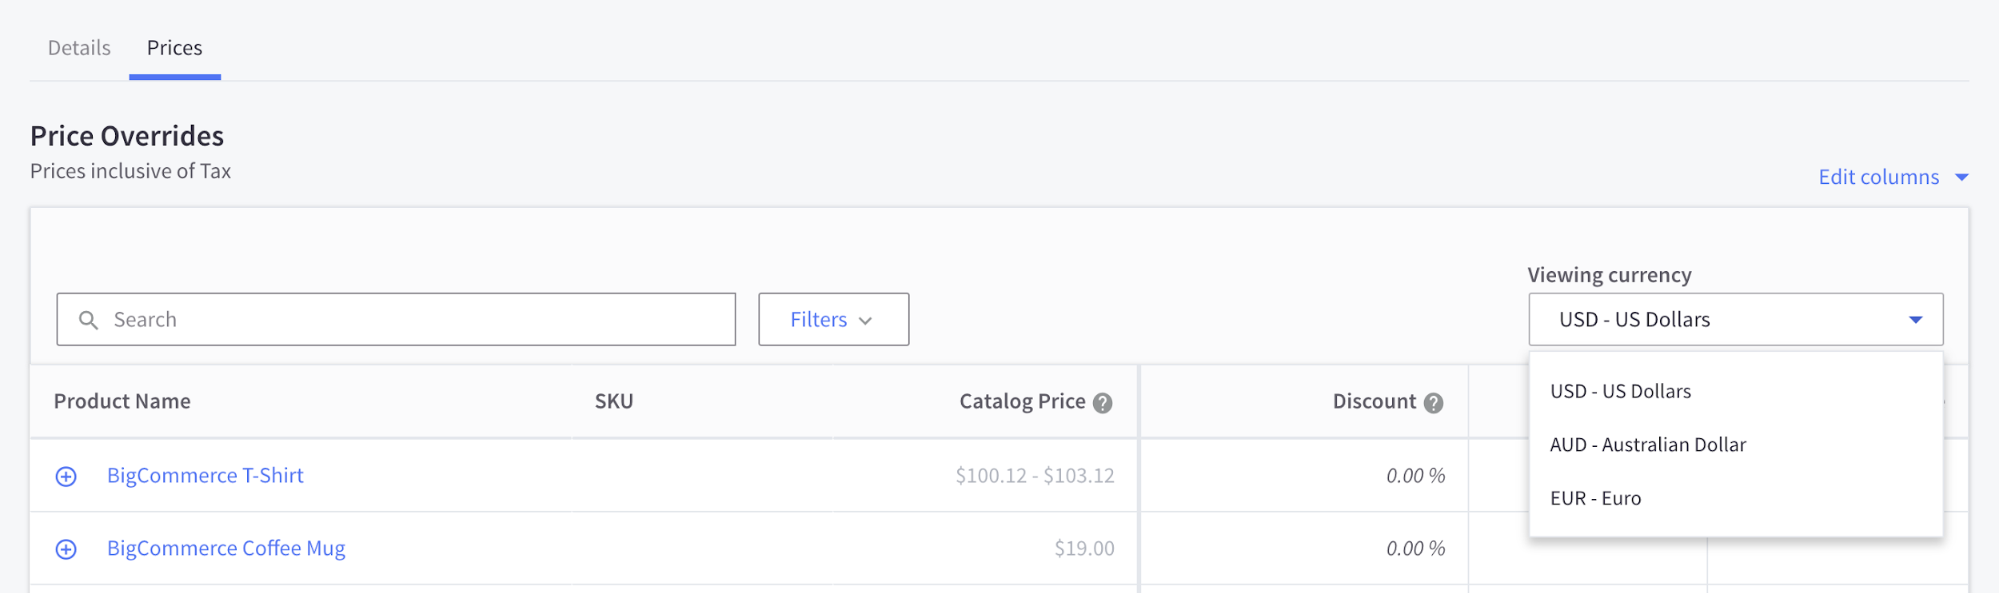 Details Prices
Price Overrides
Prices inclusive of Tax
Edit columns
Viewing currency
Search Filters USD - US Dollars
Product Name SKU Catalog Price ? Discount ?
USD - US Dollars
AUD - Australian Dollar
EUR - Euro
BigCommerce T-Shirt $100.12 - $103.12 0.00 %
BigCommerce Coffee Mug $19.00 0.00 %